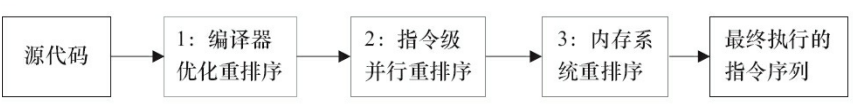 源代码
1：编译器
优化重排序
2：指令级
并行重排序
3：内存系
统重排序
最终执行的
指令序列